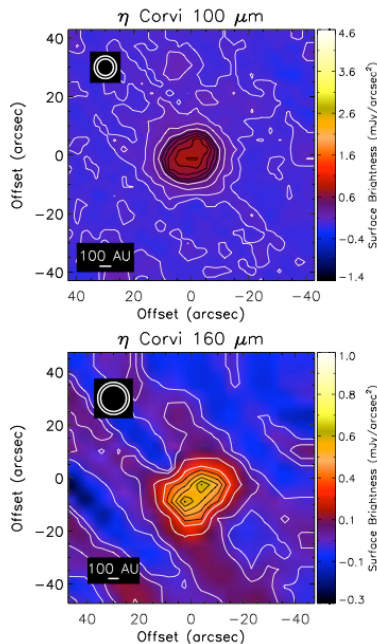 η Corvi 100 μm
Offset (arcsec)
40
20
0
−20
−40
100 AU
40 20 0 −20 −40
Offset (arcsec)
4.6
3.6
2.6
1.6
0.6
−0.4
−1.4
Surface Brightness (mJy/arcsec²)
η Corvi 160 μm
Offset (arcsec)
40
20
0
−20
−40
100 AU
40 20 0 −20 −40
Offset (arcsec)
1.0
0.8
0.6
0.4
0.1
−0.1
−0.3
Surface Brightness (mJy/arcsec²)